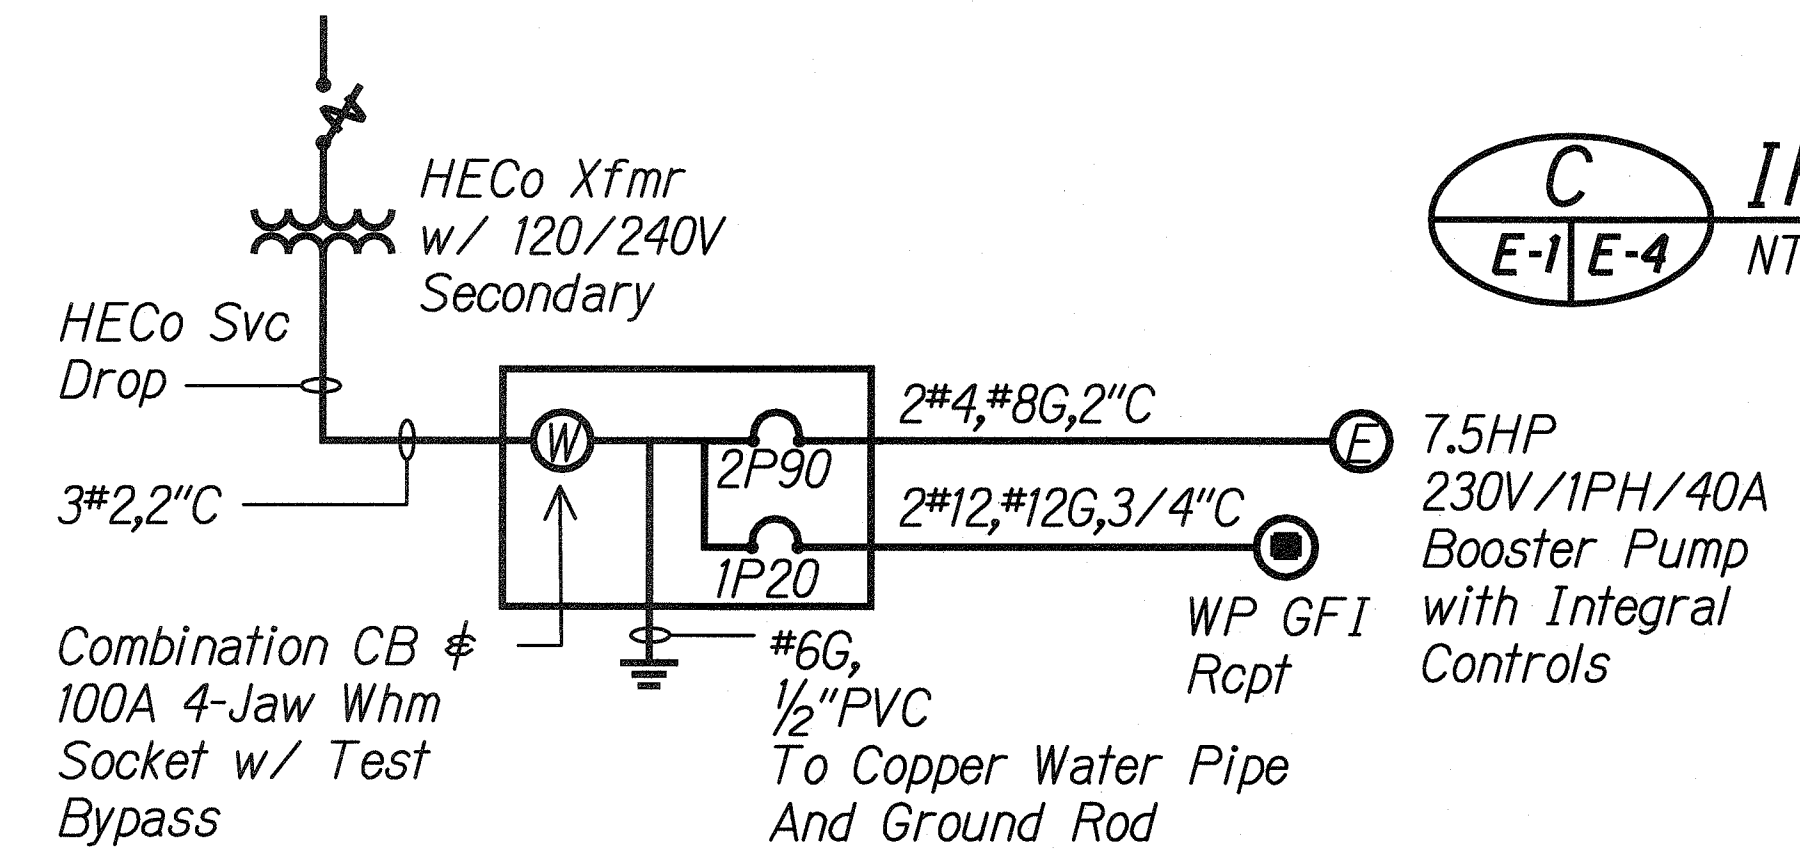 HECo Xfmr
w/ 120/240V
Secondary
C
E-1 E-4
HECo Svc
Drop
3#2,2"C
W
2P90
1P20
2#4,#8G,2"C
2#12,#12G,3/4"C
E
7.5HP
230V/1PH/40A
Booster Pump
with Integral
Controls
WP GFI
Rcpt
Combination CB &
100A 4-Jaw Whm
Socket w/ Test
Bypass
#6G,
½"PVC
To Copper Water Pipe
And Ground Rod